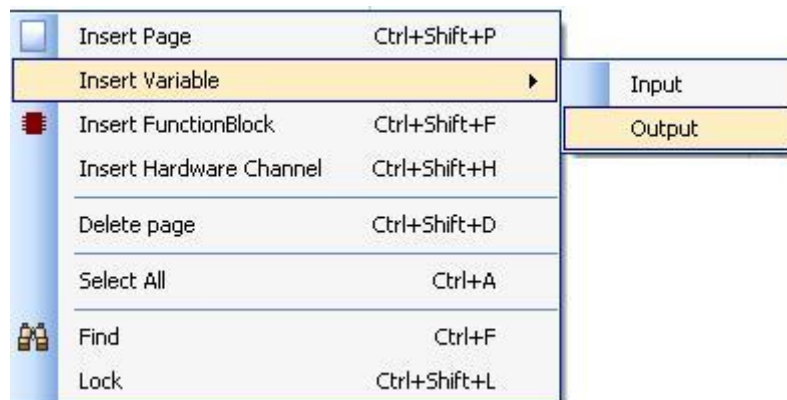 Insert Page Ctrl+Shift+P
Insert Variable
Input
Output
Insert FunctionBlock Ctrl+Shift+F
Insert Hardware Channel Ctrl+Shift+H
Delete page Ctrl+Shift+D
Select All Ctrl+A
Find Ctrl+F
Lock Ctrl+Shift+L